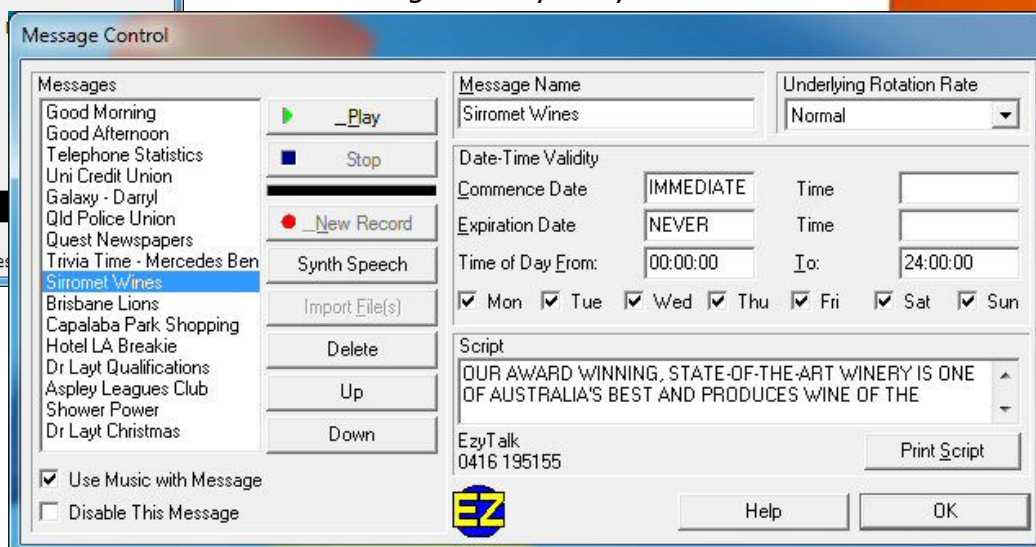 Message Control
Messages
Good Morning
Good Afternoon
Telephone Statistics
Uni Credit Union
Galaxy - Darryl
Qld Police Union
Quest Newspapers
Trivia Time - Mercedes Ben
Sirromet Wines
Brisbane Lions
Capalaba Park Shopping
Hotel LA Breakie
Dr Layt Qualifications
Aspley Leagues Club
Shower Power
Dr Layt Christmas
_Play
Stop
_New Record
Synth Speech
Import File(s)
Delete
Up
Down
Use Music with Message
Disable This Message
Message Name
Sirromet Wines
Underlying Rotation Rate
Normal
Date-Time Validity
Commence Date IMMEDIATE Time
Expiration Date NEVER Time
Time of Day From: 00:00:00 To: 24:00:00
Mon Tue Wed Thu Fri Sat Sun
Script
OUR AWARD WINNING, STATE-OF-THE-ART WINERY IS ONE
OF AUSTRALIA'S BEST AND PRODUCES WINE OF THE
EzyTalk
0416 195155
Print Script
EZ
Help
OK